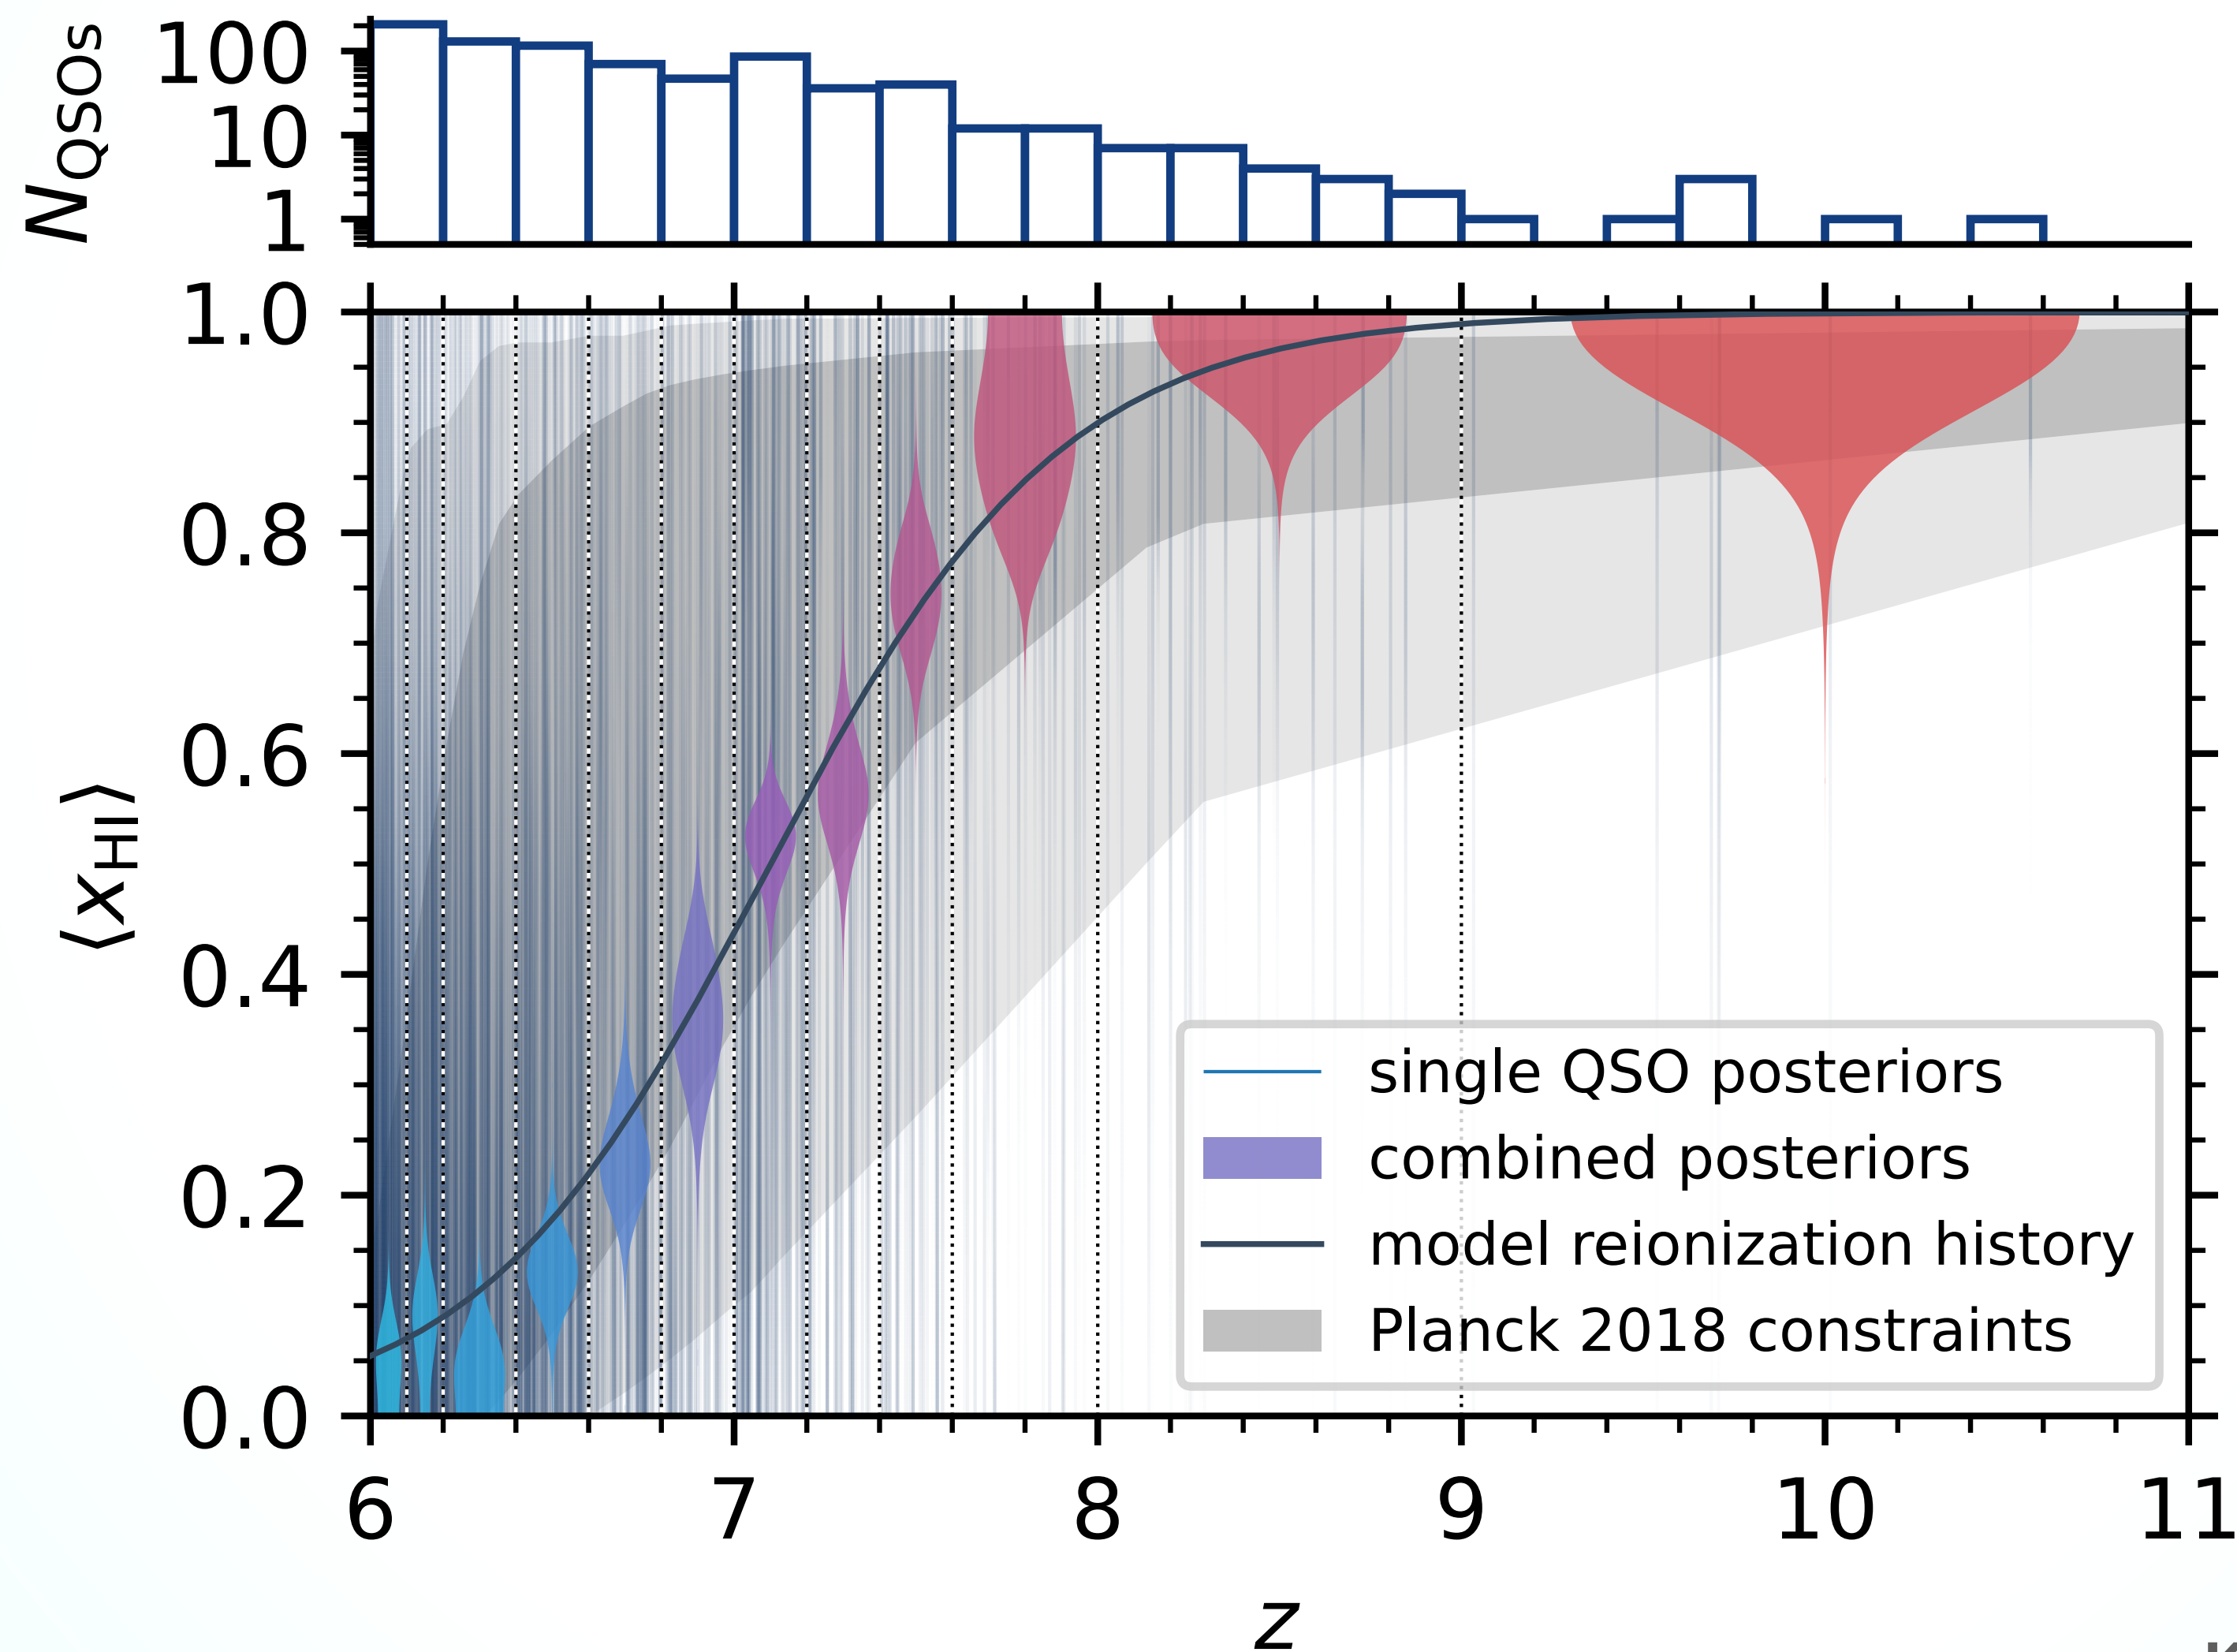 N_QSOs
100
10
1
⟨x_HI⟩
1.0
0.8
0.6
0.4
0.2
0.0
single QSO posteriors
combined posteriors
model reionization history
Planck 2018 constraints
6 7 8 9 10 11
z